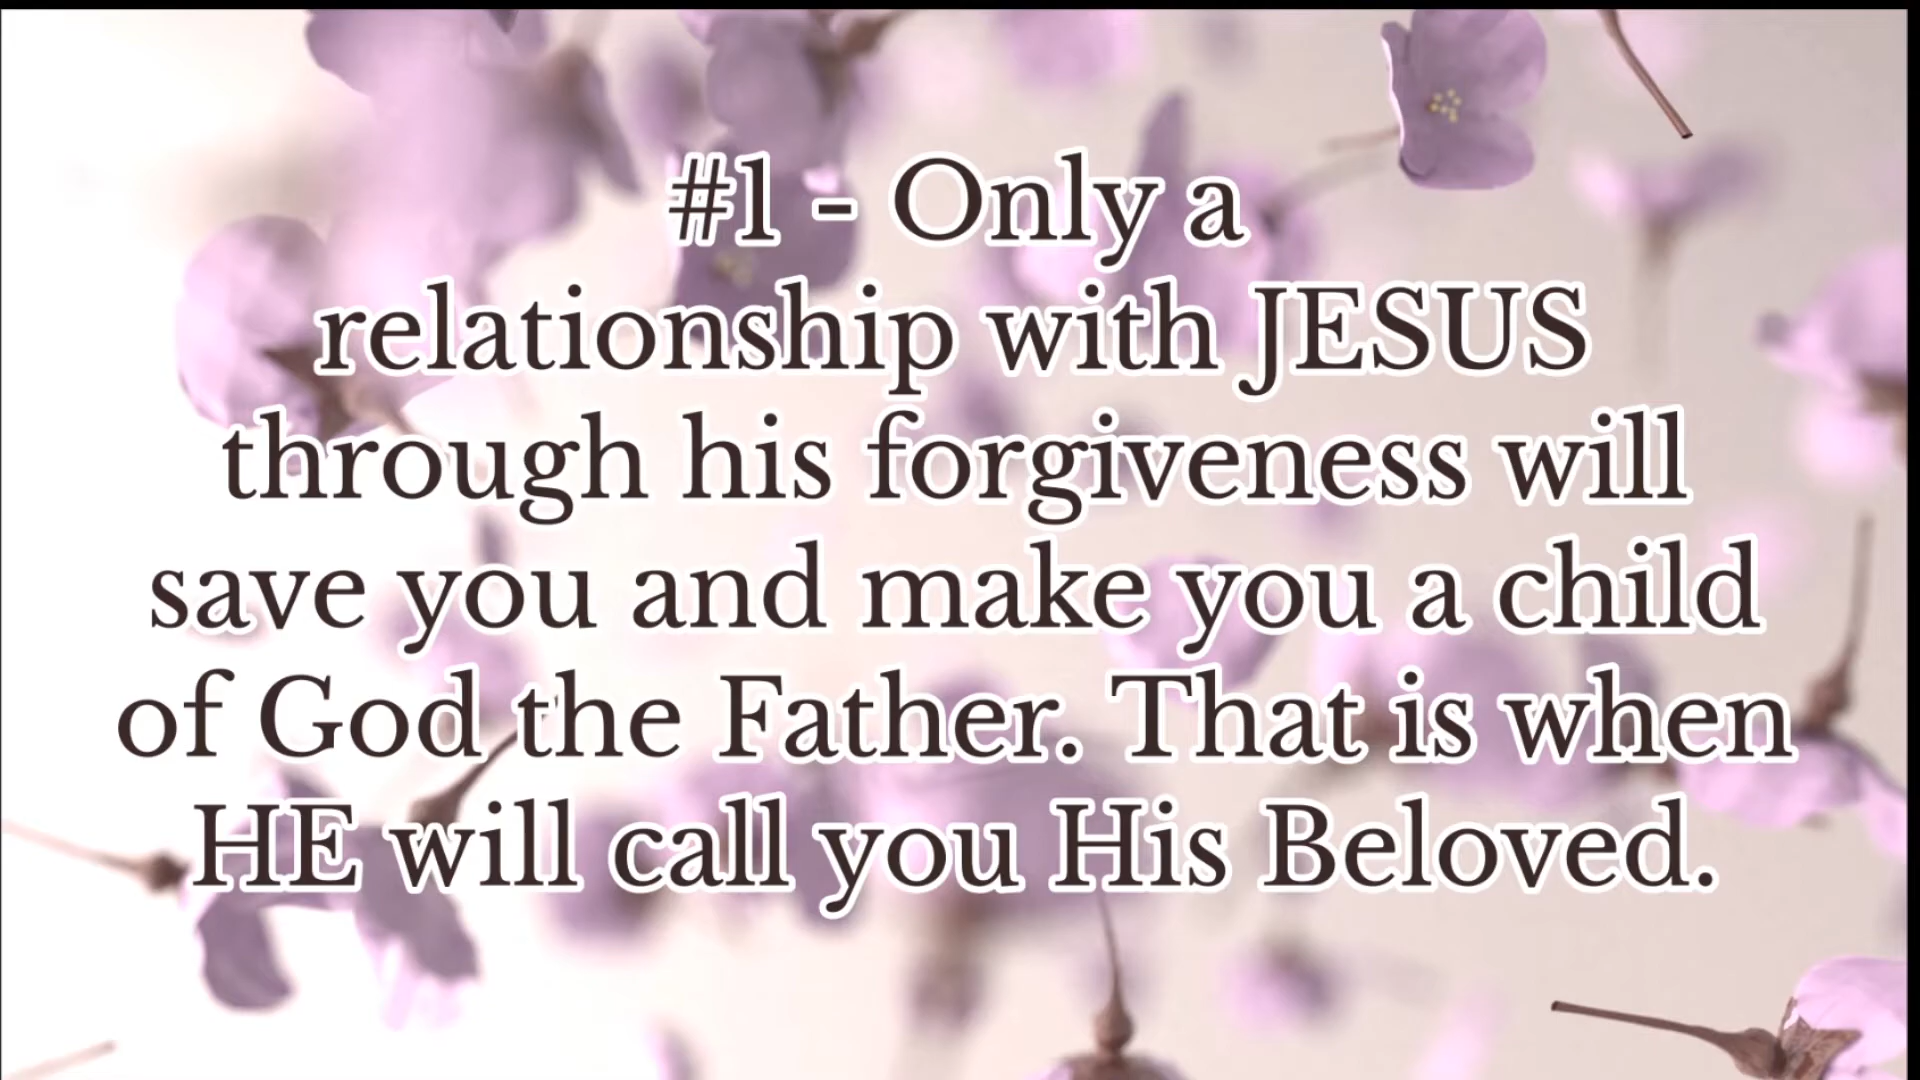 #1 - Only a
relationship with JESUS
through his forgiveness will
save you and make you a child
of God the Father. That is when
HE will call you His Beloved.